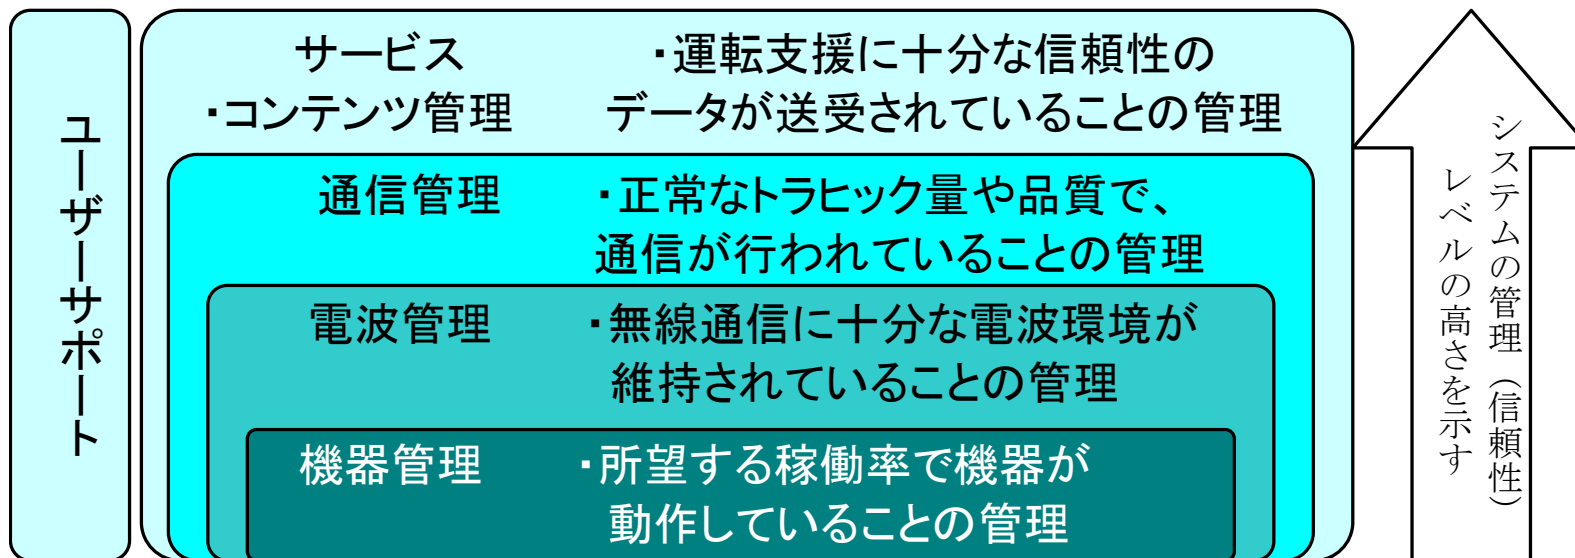 ユーザーサポート
サービス
・コンテンツ管理
・運転支援に十分な信頼性の
データが送受されていることの管理
通信管理
・正常なトラヒック量や品質で、
通信が行われていることの管理
電波管理
・無線通信に十分な電波環境が
維持されていることの管理
機器管理
・所望する稼働率で機器が
動作していることの管理
システムの管理（信頼性）
レベルの高さを示す